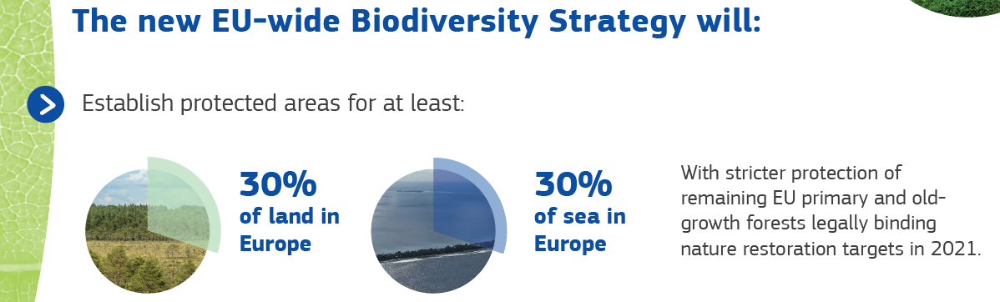 The new EU-wide Biodiversity Strategy will:
Establish protected areas for at least:
30%
of land in
Europe
30%
of sea in
Europe
With stricter protection of
remaining EU primary and old-
growth forests legally binding
nature restoration targets in 2021.